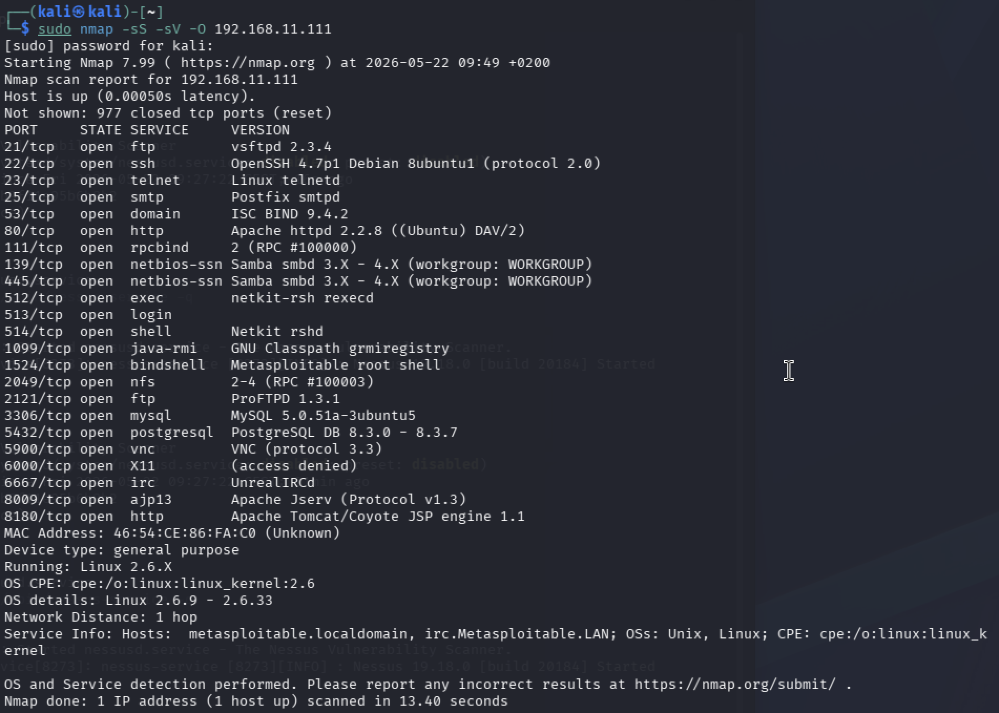 ┌──(kali㉿kali)-[~]
└─$ sudo nmap -sS -sV -O 192.168.11.111
[sudo] password for kali:
Starting Nmap 7.99 ( https://nmap.org ) at 2026-05-22 09:49 +0200
Nmap scan report for 192.168.11.111
Host is up (0.00050s latency).
Not shown: 977 closed tcp ports (reset)
PORT     STATE SERVICE     VERSION
21/tcp   open  ftp         vsftpd 2.3.4
22/tcp   open  ssh         OpenSSH 4.7p1 Debian 8ubuntu1 (protocol 2.0)
23/tcp   open  telnet      Linux telnetd
25/tcp   open  smtp        Postfix smtpd
53/tcp   open  domain      ISC BIND 9.4.2
80/tcp   open  http        Apache httpd 2.2.8 ((Ubuntu) DAV/2)
111/tcp  open  rpcbind     2 (RPC #100000)
139/tcp  open  netbios-ssn Samba smbd 3.X - 4.X (workgroup: WORKGROUP)
445/tcp  open  netbios-ssn Samba smbd 3.X - 4.X (workgroup: WORKGROUP)
512/tcp  open  exec        netkit-rsh rexecd
513/tcp  open  login
514/tcp  open  shell       Netkit rshd
1099/tcp open  java-rmi    GNU Classpath grmiregistry
1524/tcp open  bindshell   Metasploitable root shell
2049/tcp open  nfs         2-4 (RPC #100003)
2121/tcp open  ftp         ProFTPD 1.3.1
3306/tcp open  mysql       MySQL 5.0.51a-3ubuntu5
5432/tcp open  postgresql  PostgreSQL DB 8.3.0 - 8.3.7
5900/tcp open  vnc         VNC (protocol 3.3)
6000/tcp open  X11         (access denied)
6667/tcp open  irc         UnrealIRCd
8009/tcp open  ajp13       Apache Jserv (Protocol v1.3)
8180/tcp open  http        Apache Tomcat/Coyote JSP engine 1.1
MAC Address: 46:54:CE:86:FA:C0 (Unknown)
Device type: general purpose
Running: Linux 2.6.X
OS CPE: cpe:/o:linux:linux_kernel:2.6
OS details: Linux 2.6.9 - 2.6.33
Network Distance: 1 hop
Service Info: Hosts:  metasploitable.localdomain, irc.Metasploitable.LAN; OSs: Unix, Linux; CPE: cpe:/o:linux:linux_k
ernel
OS and Service detection performed. Please report any incorrect results at https://nmap.org/submit/ .
Nmap done: 1 IP address (1 host up) scanned in 13.40 seconds